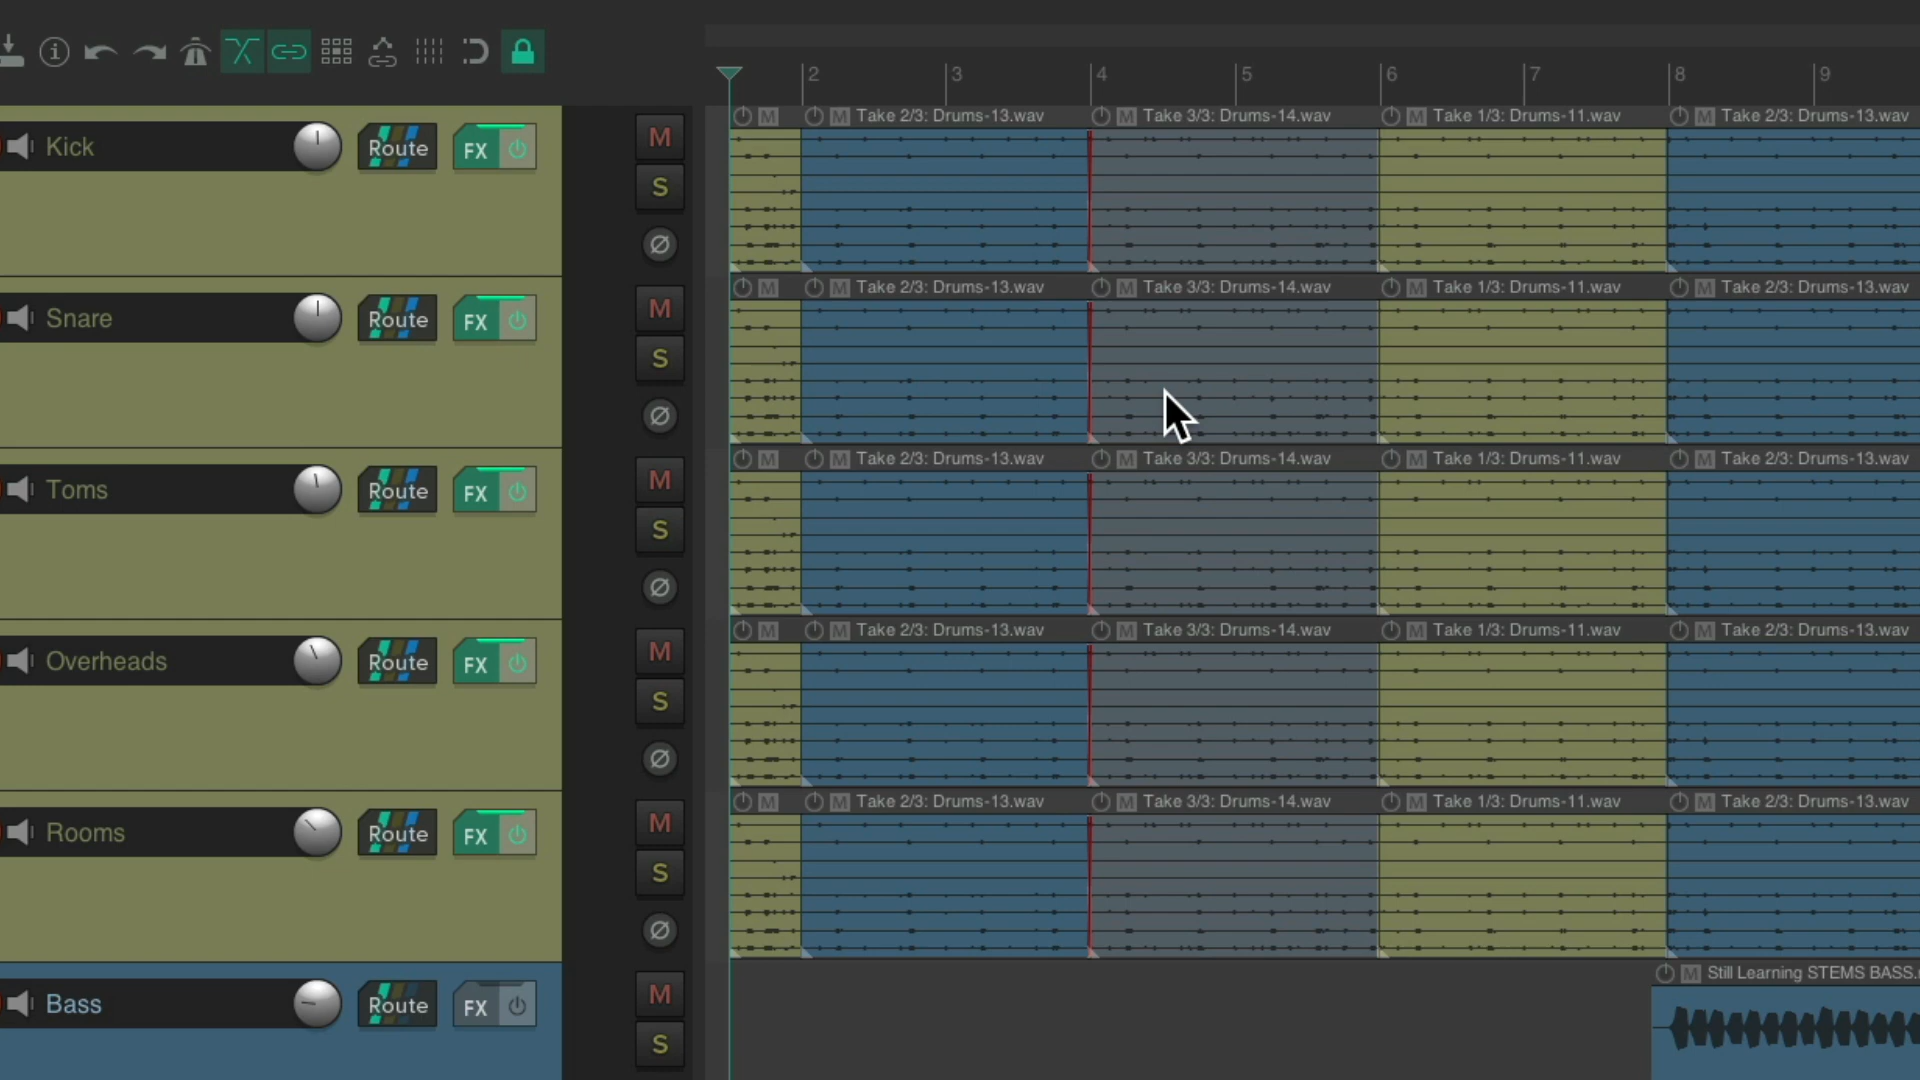 2 3 4 5 6 7 8 9
M M Take 2/3: Drums-13.wav M Take 3/3: Drums-14.wav M Take 1/3: Drums-11.wav M Take 2/3: Drums-13.wav
Kick Route FX M
S
M M Take 2/3: Drums-13.wav M Take 3/3: Drums-14.wav M Take 1/3: Drums-11.wav M Take 2/3: Drums-13.wav
Snare Route FX M
S
M M Take 2/3: Drums-13.wav M Take 3/3: Drums-14.wav M Take 1/3: Drums-11.wav M Take 2/3: Drums-13.wav
Toms Route FX M
S
M M Take 2/3: Drums-13.wav M Take 3/3: Drums-14.wav M Take 1/3: Drums-11.wav M Take 2/3: Drums-13.wav
Overheads Route FX M
S
M M Take 2/3: Drums-13.wav M Take 3/3: Drums-14.wav M Take 1/3: Drums-11.wav M Take 2/3: Drums-13.wav
Rooms Route FX M
S
M Still Learning STEMS BASS.
Bass Route FX M
S